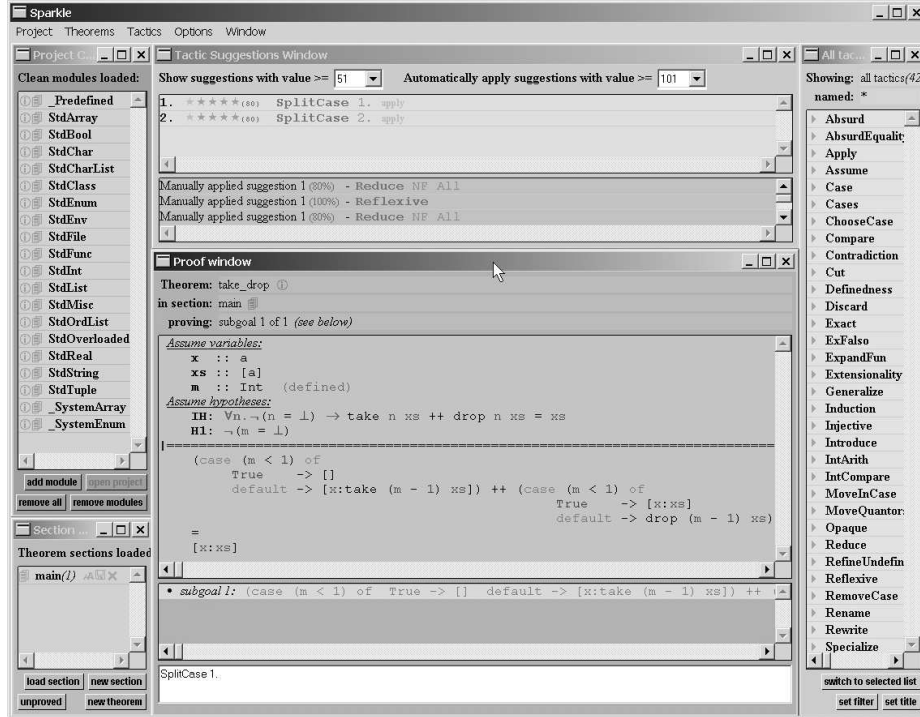 Sparkle
Project Theorems Tactics Options Window
Project C...
Clean modules loaded:
_Predefined
StdArray
StdBool
StdChar
StdCharList
StdClass
StdEnum
StdEnv
StdFile
StdFunc
StdInt
StdList
StdMisc
StdOrdList
StdOverloaded
StdReal
StdString
StdTuple
_SystemArray
_SystemEnum
add module open project
remove all remove modules
Section ...
Theorem sections loaded
main(1)
load section new section
unproved new theorem
Tactic Suggestions Window
Show suggestions with value >= 51 Automatically apply suggestions with value >= 101
1. ★★★★★(80) SplitCase 1. apply
2. ★★★★★(60) SplitCase 2. apply
Manually applied suggestion 1 (80%) - Reduce NF All
Manually applied suggestion 1 (100%) - Reflexive
Manually applied suggestion 1 (80%) - Reduce NF All
Proof window
Theorem: take_drop
in section: main
proving: subgoal 1 of 1 (see below)
Assume variables:
x :: a
xs :: [a]
m :: Int (defined)
Assume hypotheses:
IH: ∀n.¬(n = ⊥) → take n xs ++ drop n xs = xs
H1: ¬(m = ⊥)
(case (m < 1) of
True -> []
default -> [x:take (m - 1) xs]) ++ (case (m < 1) of
True -> [x:xs]
default -> drop (m - 1) xs)
=
[x:xs]
• subgoal 1: (case (m < 1) of True -> [] default -> [x:take (m - 1) xs]) ++
SplitCase 1.
All tac...
Showing: all tactics(42
named: *
Absurd
AbsurdEquality
Apply
Assume
Case
Cases
ChooseCase
Compare
Contradiction
Cut
Definedness
Discard
Exact
ExFalso
ExpandFun
Extensionality
Generalize
Induction
Injective
Introduce
IntArith
IntCompare
MoveInCase
MoveQuantor
Opaque
Reduce
RefineUndefin
Reflexive
RemoveCase
Rename
Rewrite
Specialize
switch to selected list
set filter set title